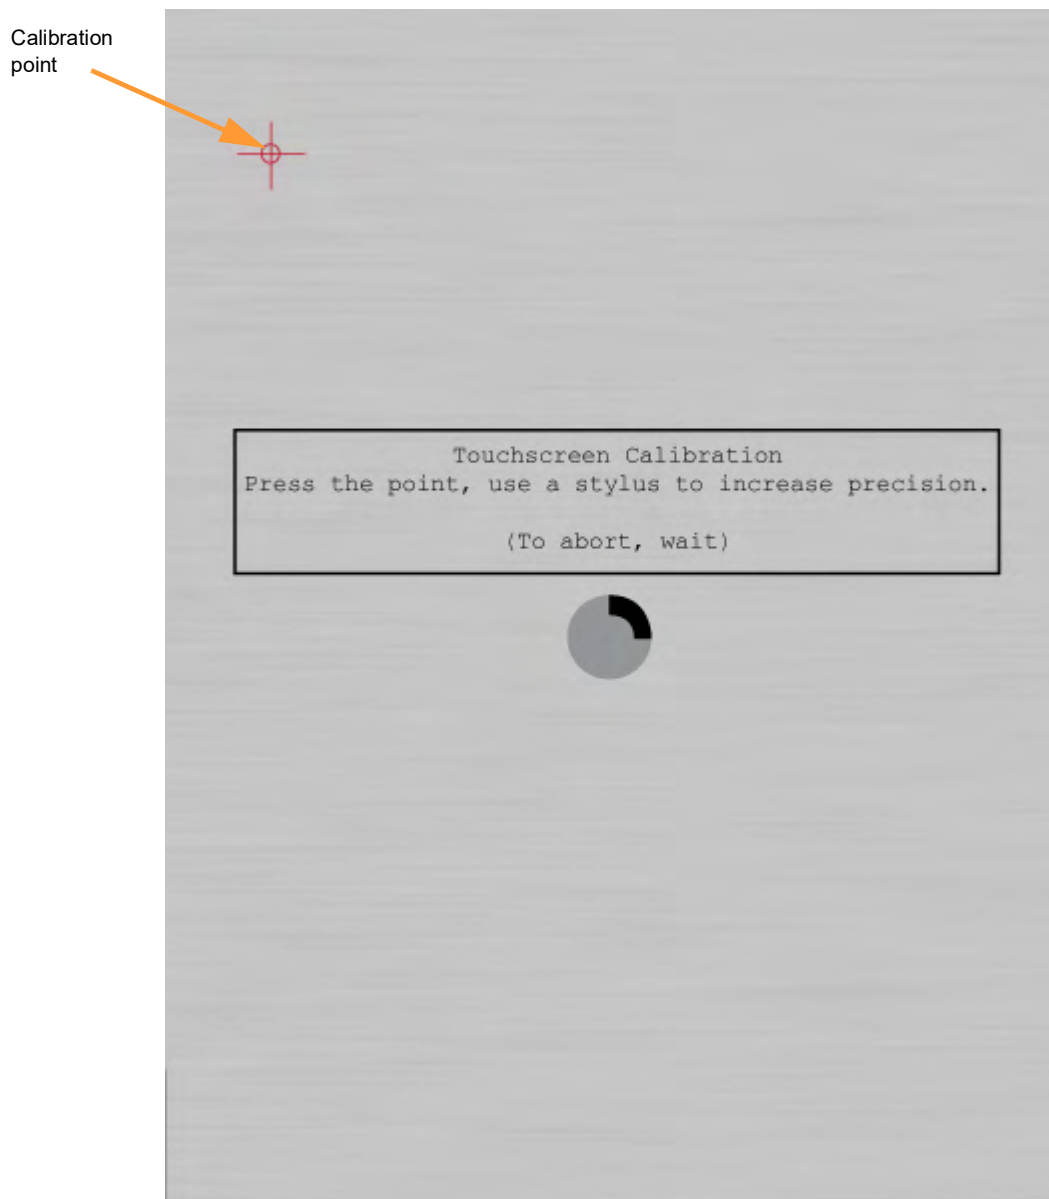 Calibration
point
Touchscreen Calibration
Press the point, use a stylus to increase precision.
(To abort, wait)